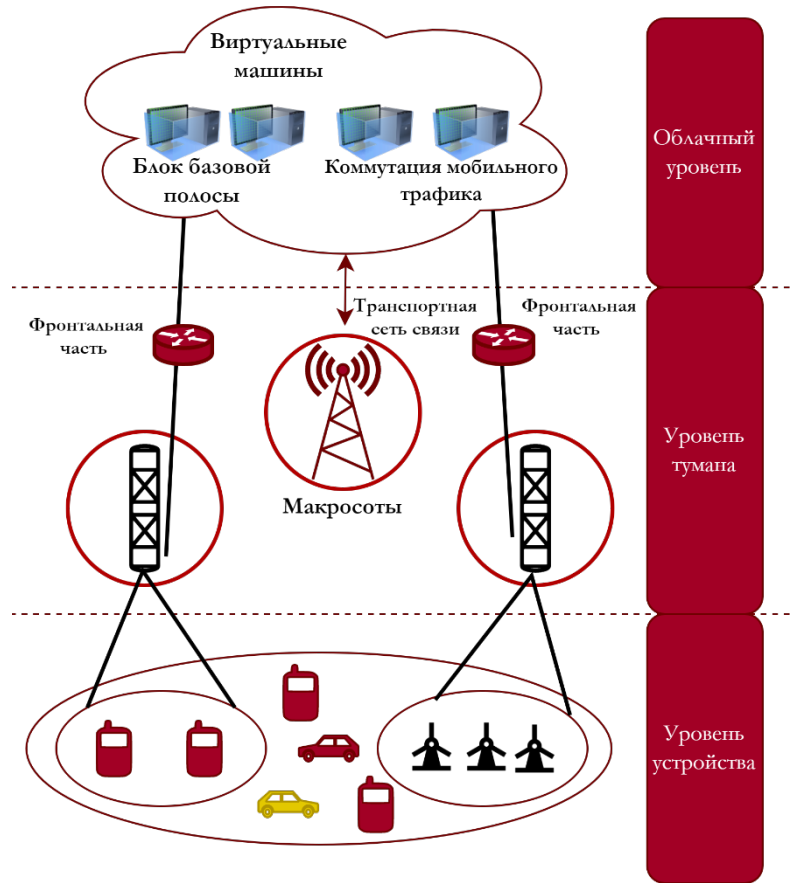 Виртуальные
машины
Блок базовой
полосы
Коммутация мобильного
трафика
Облачный
уровень
Фронтальная
часть
Транспортная
сеть связи
Фронтальная
часть
Макросоты
Уровень
тумана
Уровень
устройства